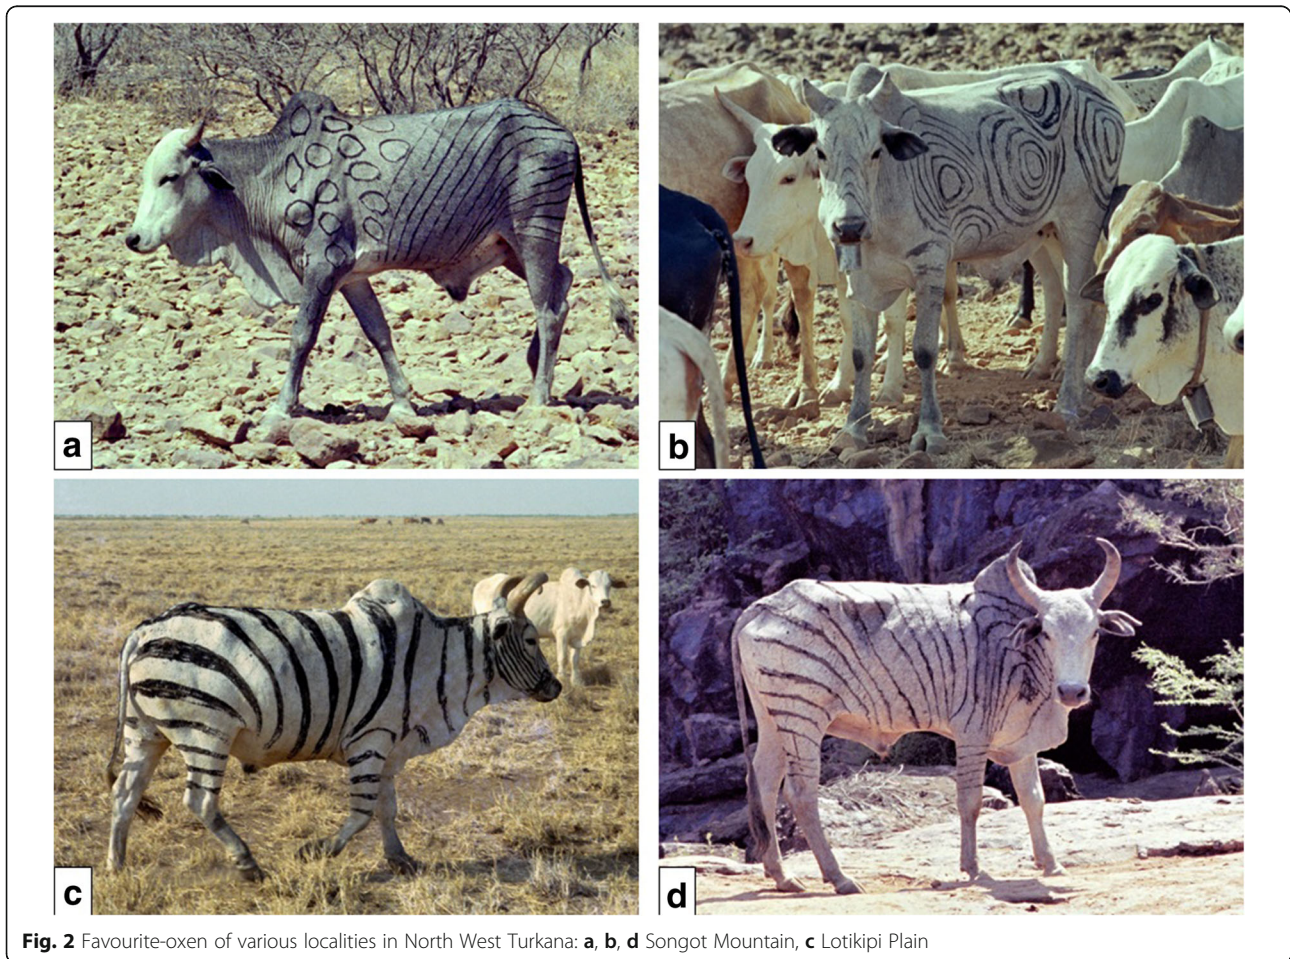 a
b
c
d
Fig. 2 Favourite-oxen of various localities in North West Turkana: a, b, d Songot Mountain, c Lotikipi Plain